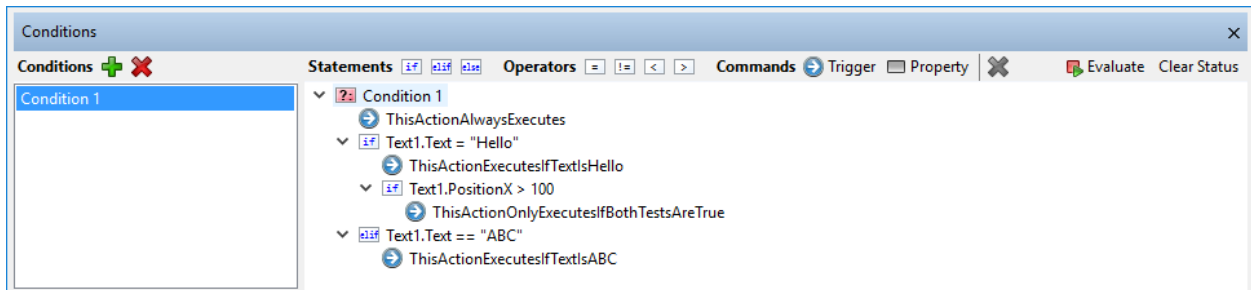 Conditions
Conditions Statements if elif else Operators = != < > Commands Trigger Property Evaluate Clear Status
Condition 1
?: Condition 1
ThisActionAlwaysExecutes
if Text1.Text = "Hello"
ThisActionExecutesIfTextIsHello
if Text1.PositionX > 100
ThisActionOnlyExecutesIfBothTestsAreTrue
elif Text1.Text == "ABC"
ThisActionExecutesIfTextIsABC